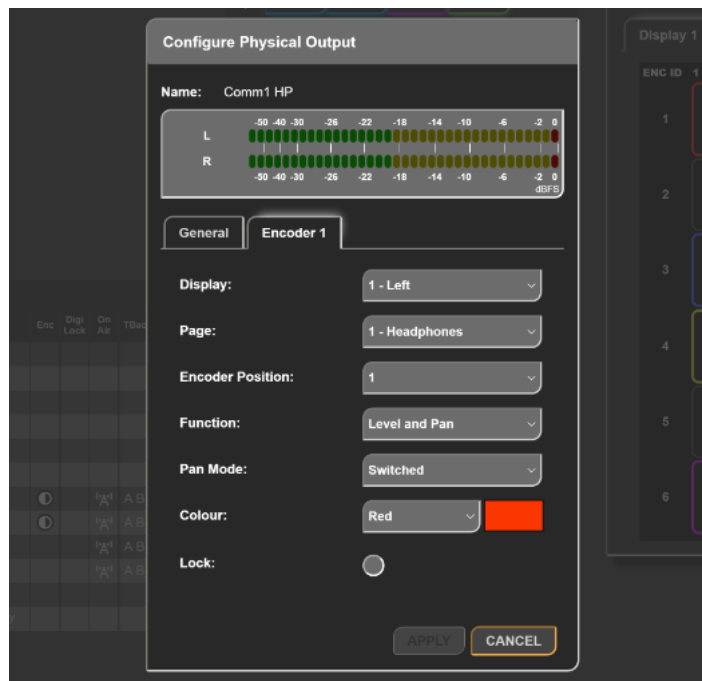 Configure Physical Output
Display 1
Name: Comm1 HP
ENC ID 1
-50 -40 -30 -26 -22 -18 -14 -10 -6 -2 0
L
R
-50 -40 -30 -26 -22 -18 -14 -10 -6 -2 0
dBFS
General Encoder 1
Display: 1 - Left
Page: 1 - Headphones
Encoder Position: 1
Function: Level and Pan
Pan Mode: Switched
Colour: Red
Lock:
APPLY CANCEL
Enc Digi Lock On Air TBac
A B
A B
A B
A B
1
2
3
4
5
6